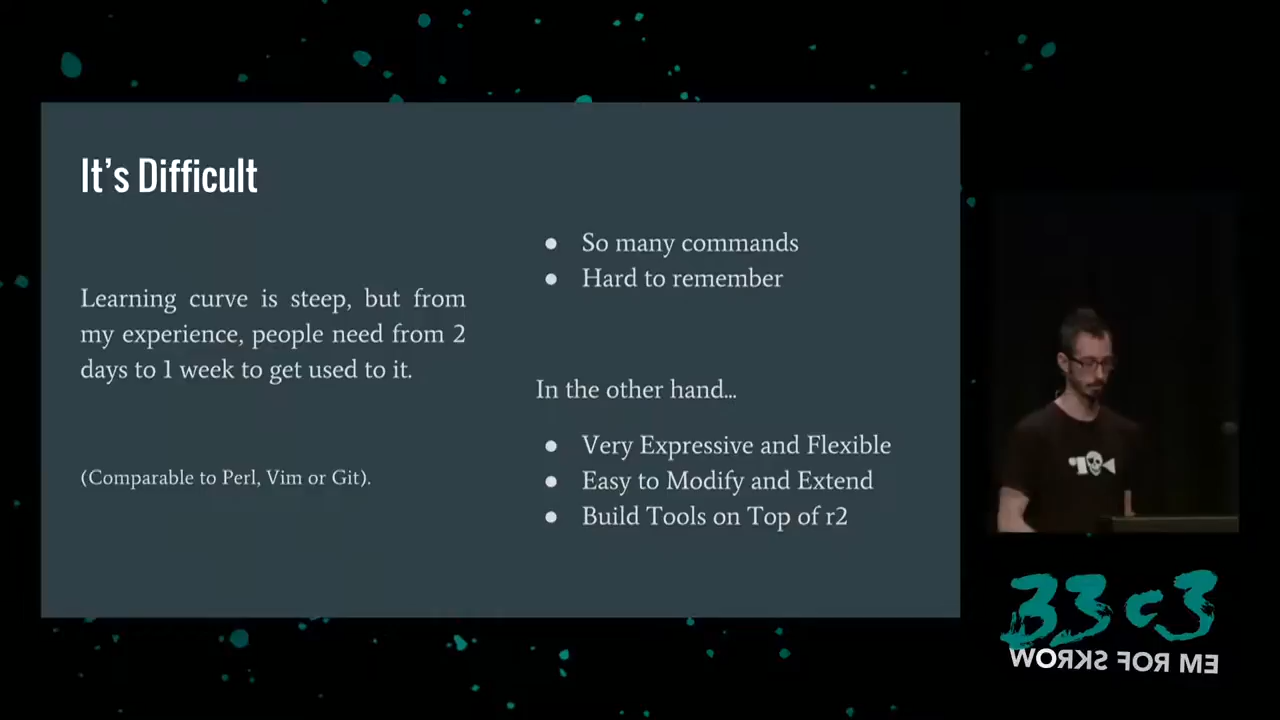 It's Difficult
Learning curve is steep, but from
my experience, people need from 2
days to 1 week to get used to it.
(Comparable to Perl, Vim or Git).
● So many commands
● Hard to remember
In the other hand...
● Very Expressive and Flexible
● Easy to Modify and Extend
● Build Tools on Top of r2
33c3
WORKS FOR ME